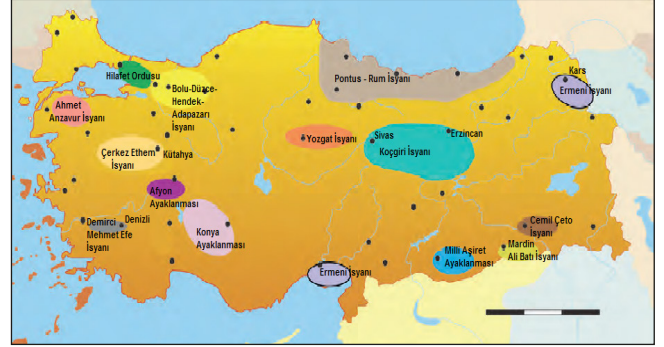 Hilafet Ordusu
Bolu-Düzce-
Hendek-
Adapazarı
İsyanı
Pontus - Rum İsyanı
Kars
Ermeni İsyanı
Ahmet
Anzavur İsyanı
Çerkez Ethem
İsyanı
Kütahya
Yozgat İsyanı
Sivas
Koçgiri İsyanı
Erzincan
Afyon
Ayaklanması
Demirci
Mehmet Efe
İsyanı
Denizli
Konya
Ayaklanması
Ermeni İsyanı
Milli Aşiret
Ayaklanması
Cemil Çeto
İsyanı
Mardin
Ali Batı İsyanı